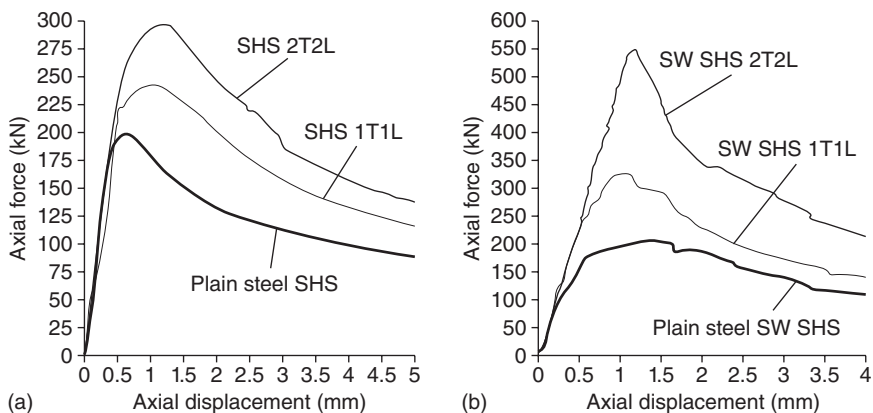 (a)
Axial force (kN)
300
275
250
225
200
175
150
125
100
75
50
25
0
0 0.5 1 1.5 2 2.5 3 3.5 4 4.5 5
Axial displacement (mm)
SHS 2T2L
SHS 1T1L
Plain steel SHS
(b)
Axial force (kN)
600
550
500
450
400
350
300
250
200
150
100
50
0
0 0.5 1 1.5 2 2.5 3 3.5 4
Axial displacement (mm)
SW SHS 2T2L
SW SHS 1T1L
Plain steel SW SHS